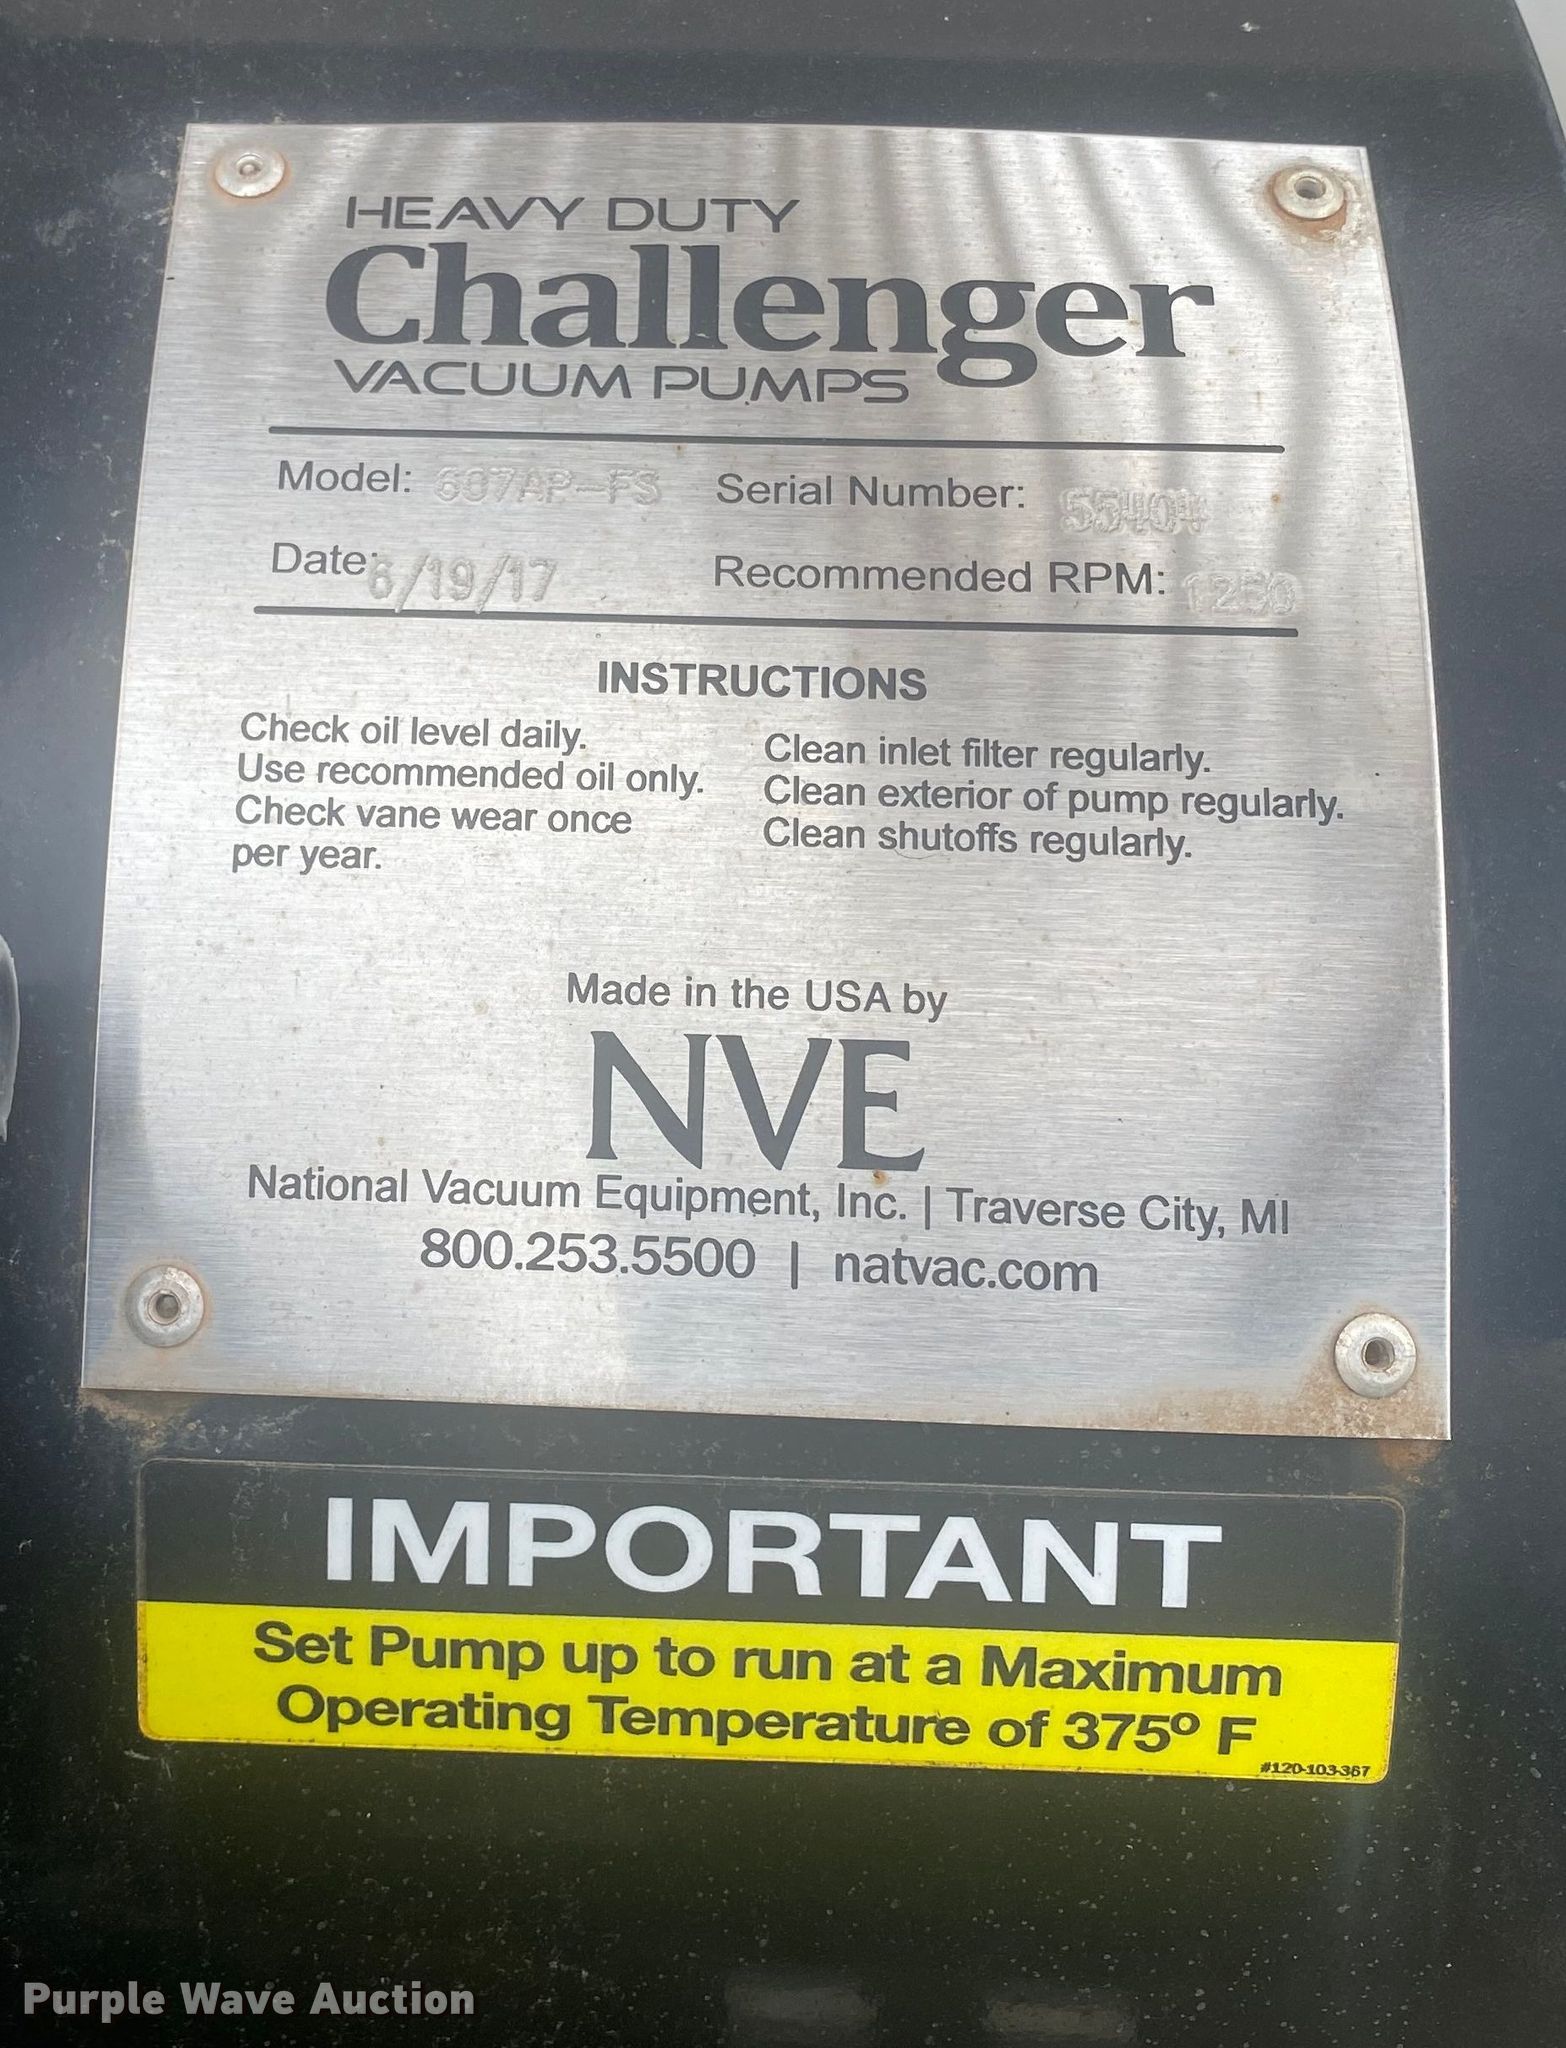 HEAVY DUTY
Challenger
VACUUM PUMPS
Model: 607AP-FS Serial Number: 55404
Date: 6/19/17 Recommended RPM:
INSTRUCTIONS
Check oil level daily.
Use recommended oil only.
Check vane wear once
per year.
Clean inlet filter regularly.
Clean exterior of pump regularly.
Clean shutoffs regularly.
Made in the USA by
NVE
National Vacuum Equipment, Inc. | Traverse City, MI
800.253.5500 | natvac.com
IMPORTANT
Set Pump up to run at a Maximum
Operating Temperature of 375º F
#120-103-367
Purple Wave Auction